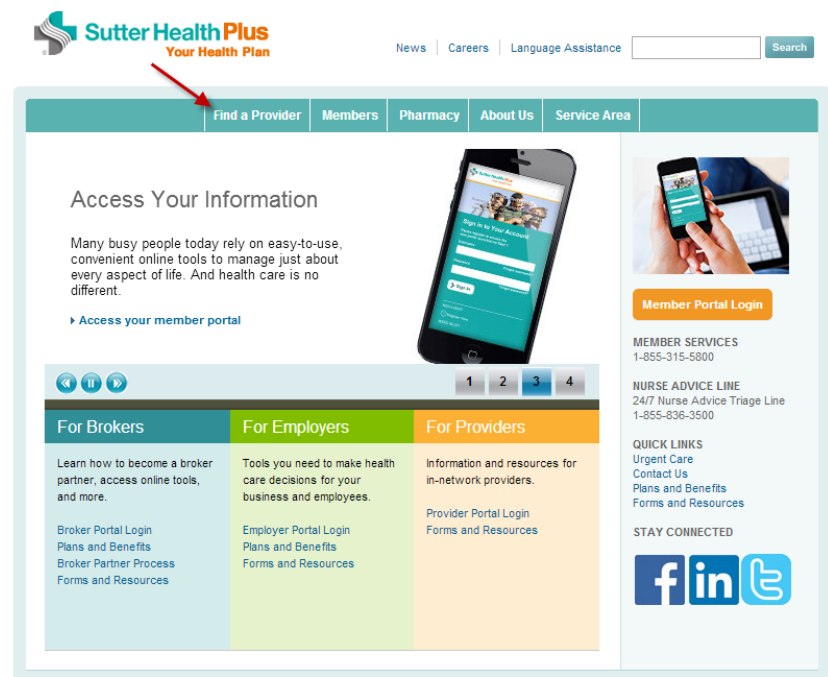 Sutter Health Plus
Your Health Plan
News
Careers
Language Assistance
Search
Find a Provider
Members
Pharmacy
About Us
Service Area
Access Your Information
Many busy people today rely on easy-to-use,
convenient online tools to manage just about
every aspect of life. And health care is no
different.
Access your member portal
Sutter Health Plus
Sign in to Your Account
Sign in
1
2
3
4
For Brokers
Learn how to become a broker
partner, access online tools,
and more.
Broker Portal Login
Plans and Benefits
Broker Partner Process
Forms and Resources
For Employers
Tools you need to make health
care decisions for your
business and employees.
Employer Portal Login
Plans and Benefits
Forms and Resources
For Providers
Information and resources for
in-network providers.
Provider Portal Login
Forms and Resources
Member Portal Login
MEMBER SERVICES
1-855-315-5800
NURSE ADVICE LINE
24/7 Nurse Advice Triage Line
1-855-836-3500
QUICK LINKS
Urgent Care
Contact Us
Plans and Benefits
Forms and Resources
STAY CONNECTED
f
in
t